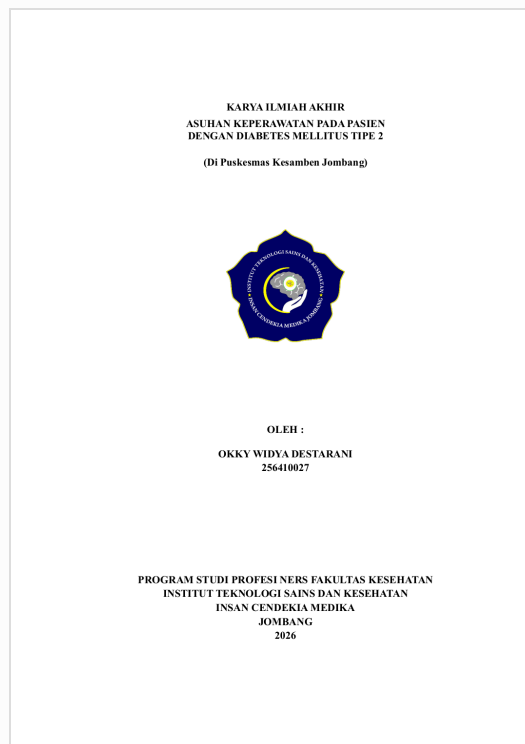 KARYA ILMIAH AKHIR
ASUHAN KEPERAWATAN PADA PASIEN
DENGAN DIABETES MELLITUS TIPE 2
(Di Puskesmas Kesamben Jombang)
INSTITUT TEKNOLOGI SAINS DAN KESEHATAN
INSAN CENDEKIA MEDIKA JOMBANG
OLEH :
OKKY WIDYA DESTARANI
256410027
PROGRAM STUDI PROFESI NERS FAKULTAS KESEHATAN
INSTITUT TEKNOLOGI SAINS DAN KESEHATAN
INSAN CENDEKIA MEDIKA
JOMBANG
2026